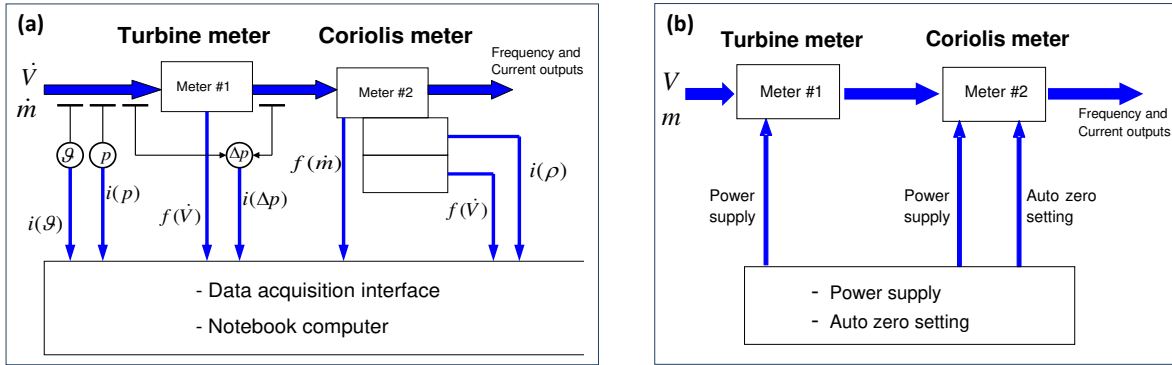 (a)
Turbine meter
Coriolis meter
Frequency and
Current outputs
V̇
ṁ
Meter #1
Meter #2
ϑ
p
Δp
i(ϑ)
i(p)
f(V̇)
i(Δp)
f(ṁ)
f(V̇)
i(ρ)
- Data acquisition interface
- Notebook computer
(b)
Turbine meter
Coriolis meter
V
m
Meter #1
Meter #2
Frequency and
Current outputs
Power
supply
Power
supply
Auto zero
setting
- Power supply
- Auto zero setting